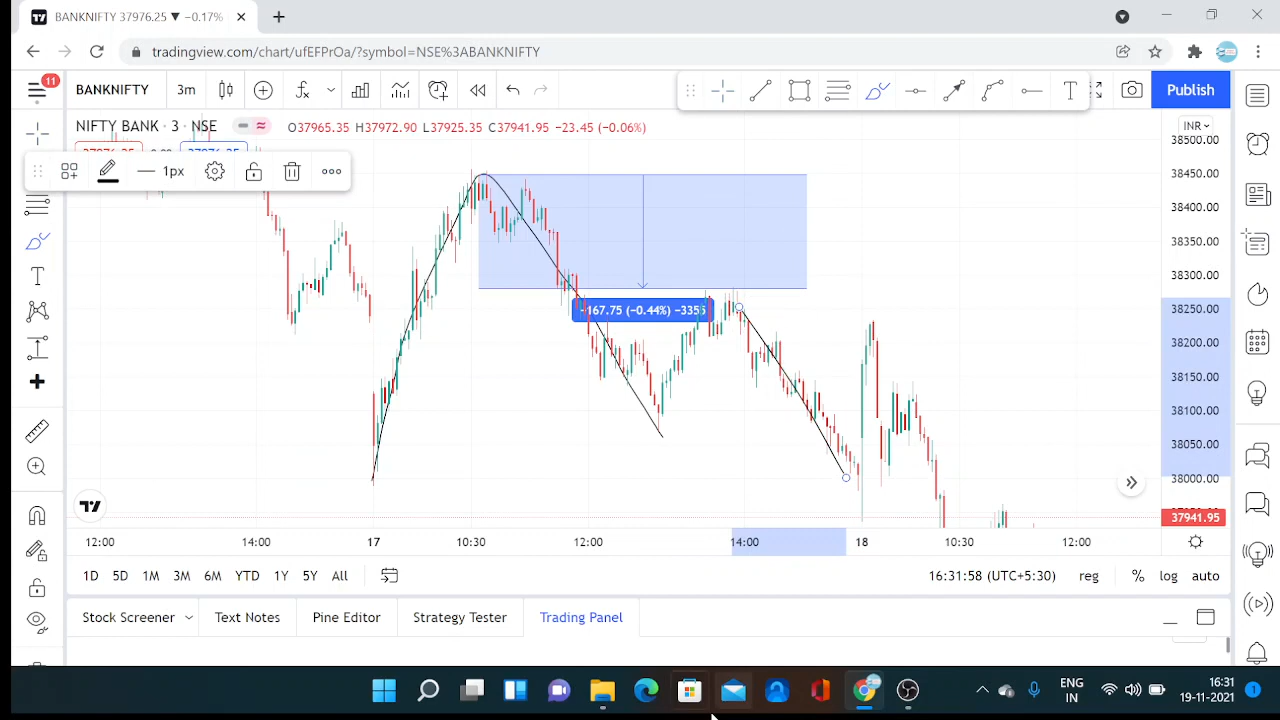 BANKNIFTY 37976.25 ▼ −0.17%
tradingview.com/chart/ufEFPrOa/?symbol=NSE%3ABANKNIFTY
11
BANKNIFTY 3m
Publish
NIFTY BANK · 3 · NSE
O37965.35 H37972.90 L37925.35 C37941.95 −23.45 (−0.06%)
INR
38500.00
1px
38450.00
38400.00
38350.00
38300.00
−167.75 (−0.44%) −3355
38250.00
38200.00
38150.00
38100.00
38050.00
38000.00
37941.95
12:00 14:00 17 10:30 12:00 14:00 18 10:30 12:00
1D 5D 1M 3M 6M YTD 1Y 5Y All
16:31:58 (UTC+5:30) reg % log auto
Stock Screener Text Notes Pine Editor Strategy Tester Trading Panel
ENG
IN
16:31
19-11-2021
1